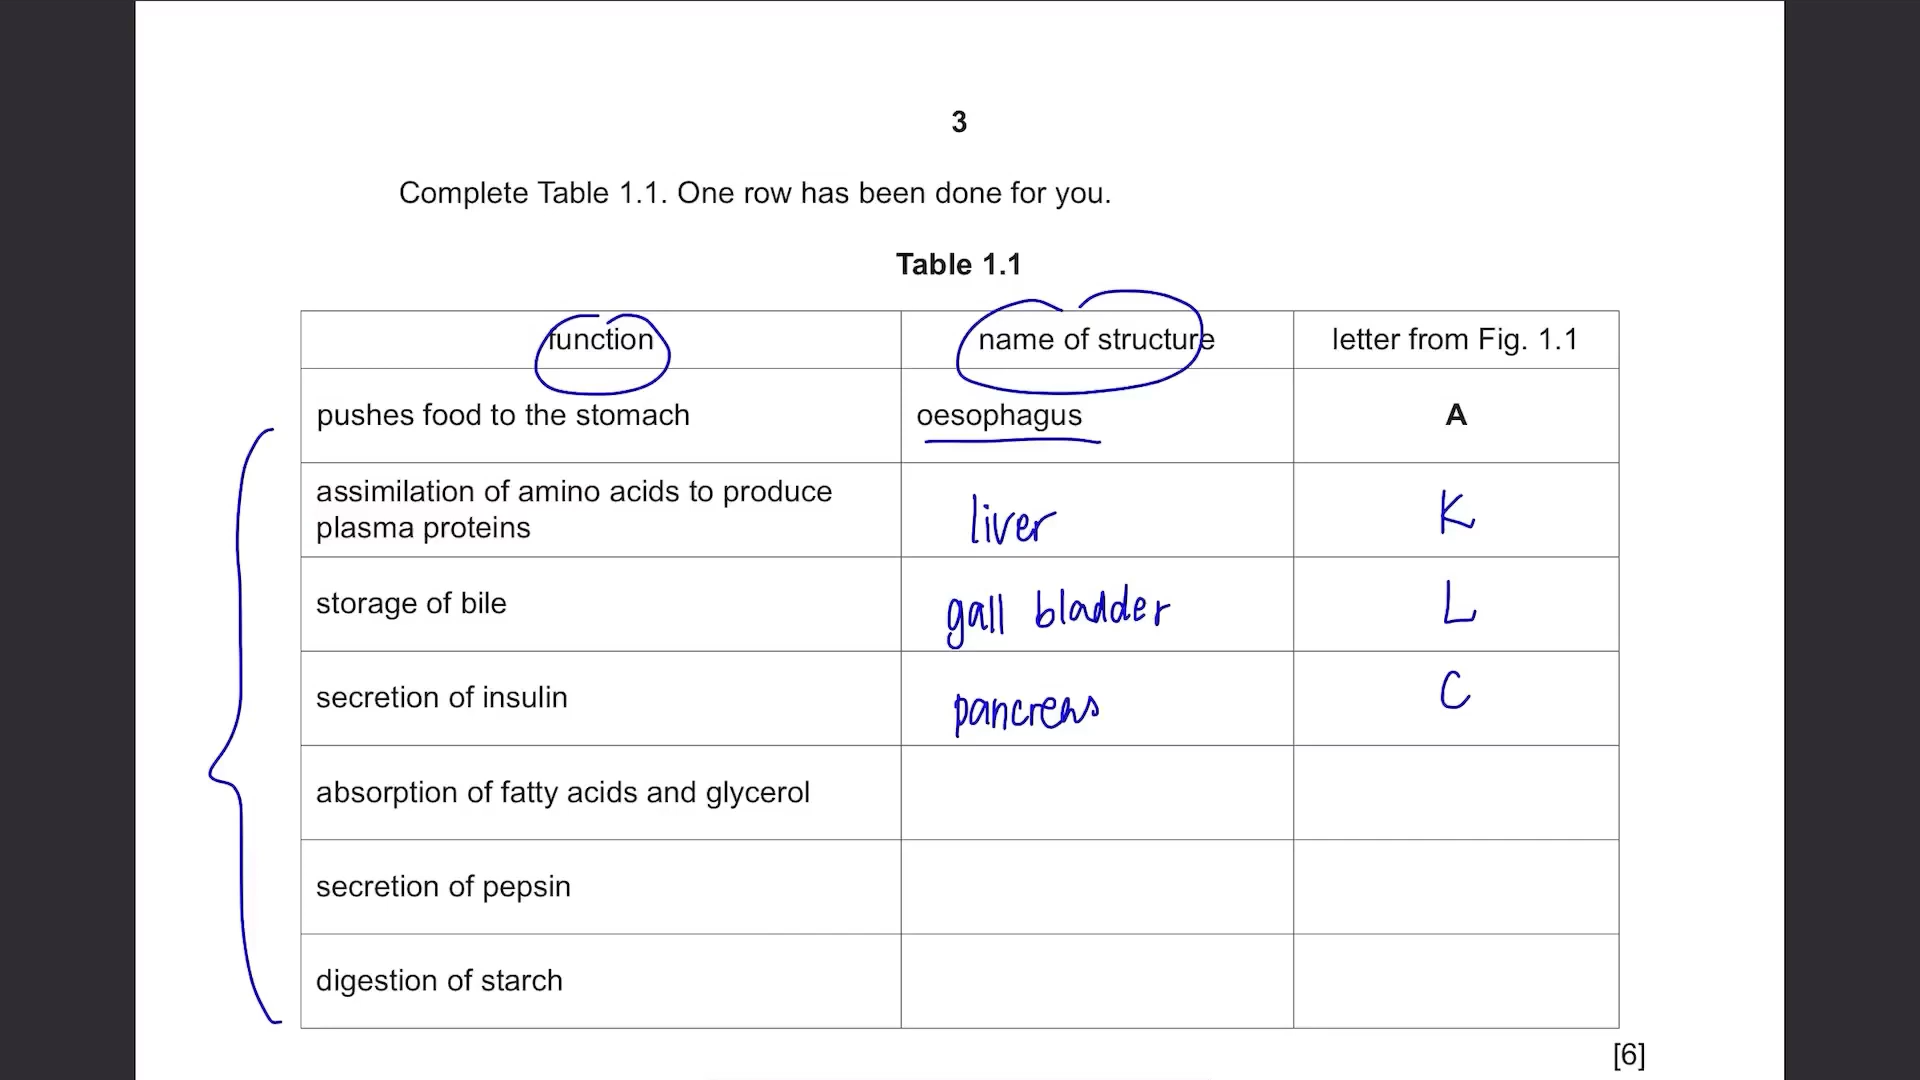 3
Complete Table 1.1. One row has been done for you.
Table 1.1
function name of structure letter from Fig. 1.1
pushes food to the stomach oesophagus A
assimilation of amino acids to produce
plasma proteins liver K
storage of bile gall bladder L
secretion of insulin pancreas C
absorption of fatty acids and glycerol
secretion of pepsin
digestion of starch
[6]